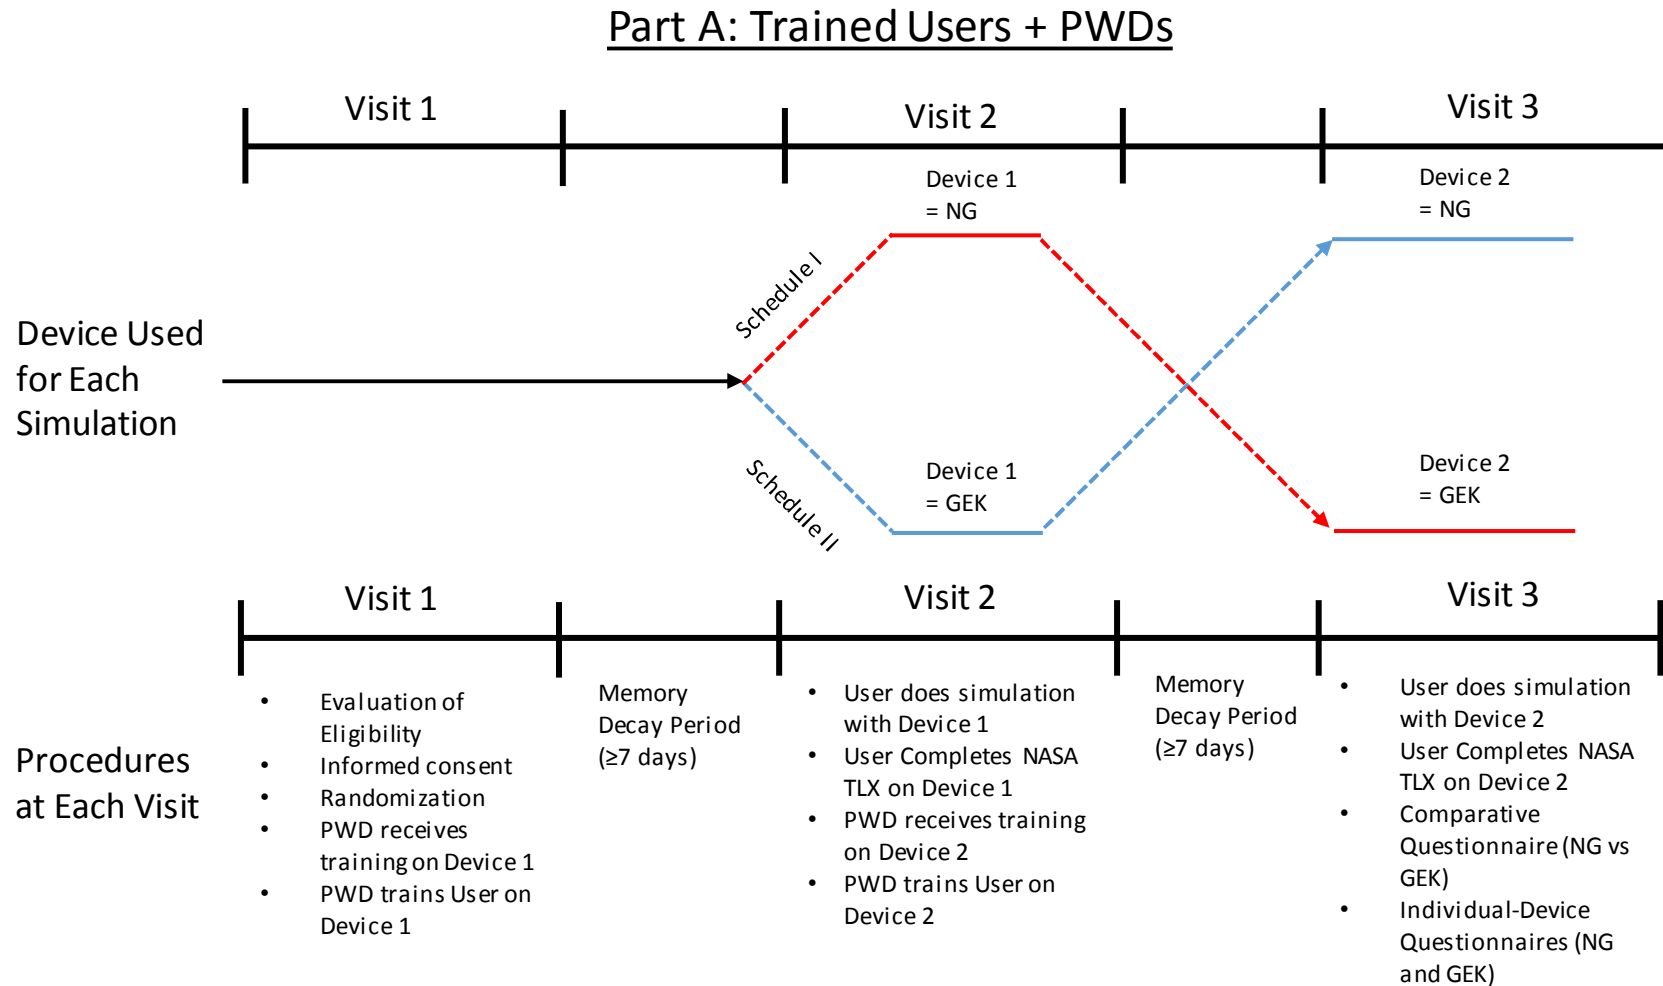 Part A: Trained Users + PWDs
Visit 1
Visit 2
Visit 3
Device 1
= NG
Device 2
= NG
Schedule I
Device Used
for Each
Simulation
Schedule II
Device 1
= GEK
Device 2
= GEK
Visit 1
Visit 2
Visit 3
Procedures
at Each Visit
• Evaluation of
Eligibility
• Informed consent
• Randomization
• PWD receives
training on Device 1
• PWD trains User on
Device 1
Memory
Decay Period
(≥7 days)
• User does simulation
with Device 1
• User Completes NASA
TLX on Device 1
• PWD receives training
on Device 2
• PWD trains User on
Device 2
Memory
Decay Period
(≥7 days)
• User does simulation
with Device 2
• User Completes NASA
TLX on Device 2
• Comparative
Questionnaire (NG vs
GEK)
• Individual-Device
Questionnaires (NG
and GEK)